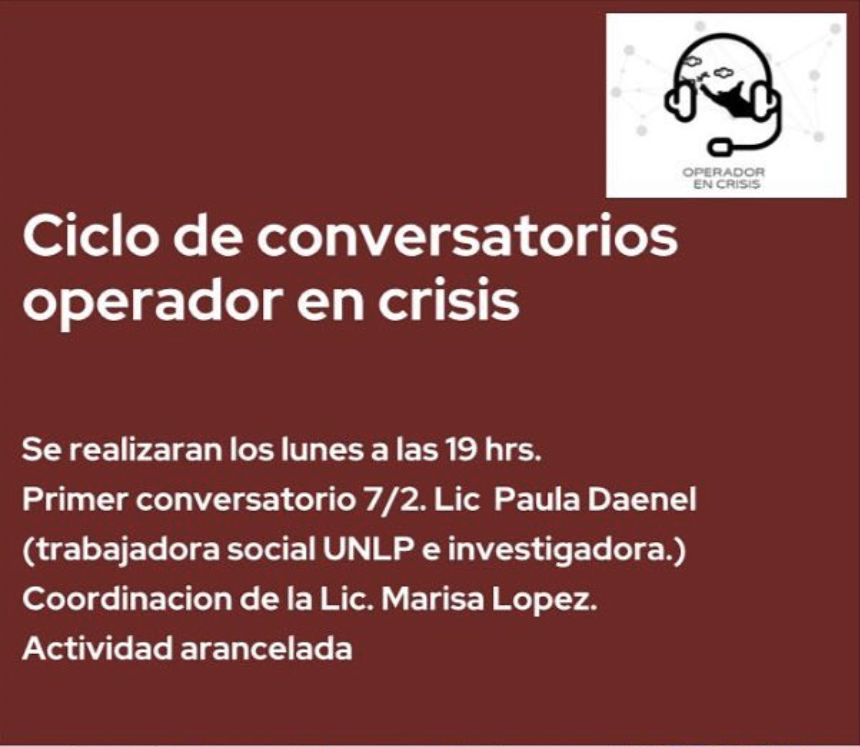 OPERADOR
EN CRISIS
Ciclo de conversatorios
operador en crisis
Se realizaran los lunes a las 19 hrs.
Primer conversatorio 7/2. Lic Paula Daenel
(trabajadora social UNLP e investigadora.)
Coordinacion de la Lic. Marisa Lopez.
Actividad arancelada